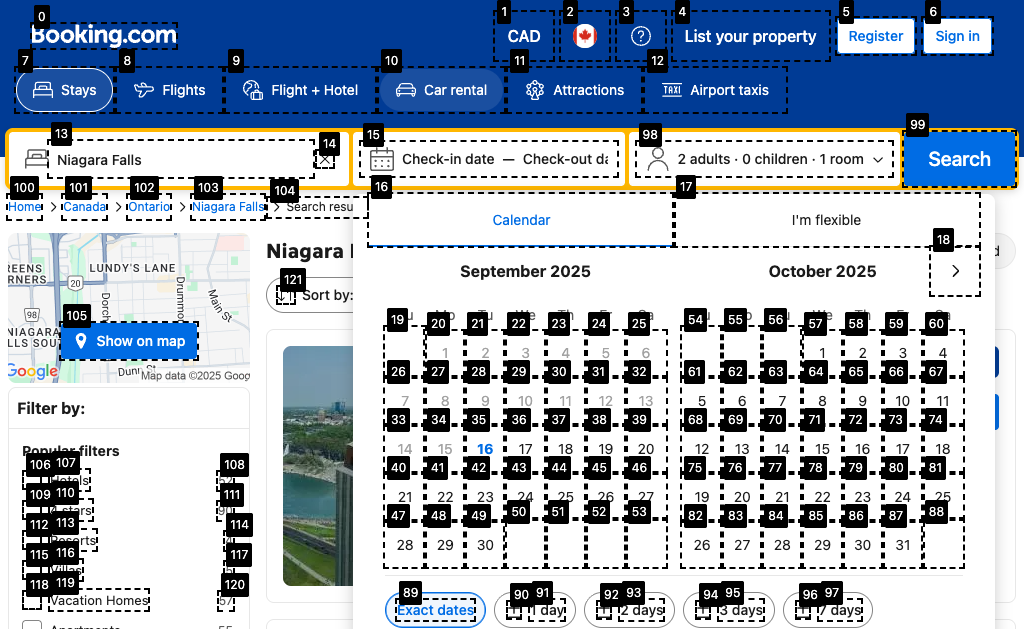 0 1 2 3 4 5 6
Booking.com CAD List your property Register Sign in
7 8 9 10 11 12
Stays Flights Flight + Hotel Car rental Attractions Airport taxis
13 14 15 98 99
Niagara Falls Check-in date — Check-out da 2 adults · 0 children · 1 room Search
100 101 102 103 104 16 17
Home Canada Ontario Niagara Falls Search resu
Calendar I'm flexible
18
Niagara
September 2025 October 2025
LUNDY'S LANE
20
121
Sort by:
Dorch
Drummo
Main St
98
105
Show on map
Google Map data ©2025 Goog
19 20 21 22 23 24 25 54 55 56 57 58 59 60
1 2 3 4 5 6 1 2 3 4
26 27 28 29 30 31 32 61 62 63 64 65 66 67
7 8 9 10 11 12 13 5 6 7 8 9 10 11
33 34 35 36 37 38 39 68 69 70 71 72 73 74
14 15 16 17 18 19 20 12 13 14 15 16 17 18
40 41 42 43 44 45 46 75 76 77 78 79 80 81
21 22 23 24 25 26 27 19 20 21 22 23 24 25
47 48 49 50 51 52 53 82 83 84 85 86 87 88
28 29 30 26 27 28 29 30 31
Filter by:
Popular filters
106 107 108
Hotels
109 110 111
stars
112 113 114
Resorts
115 116 117
Villas
118 119 120
Vacation Homes 57
Apartments 55
89 90 91 92 93 94 95 96 97
Exact dates 1 day 2 days 3 days 7 days